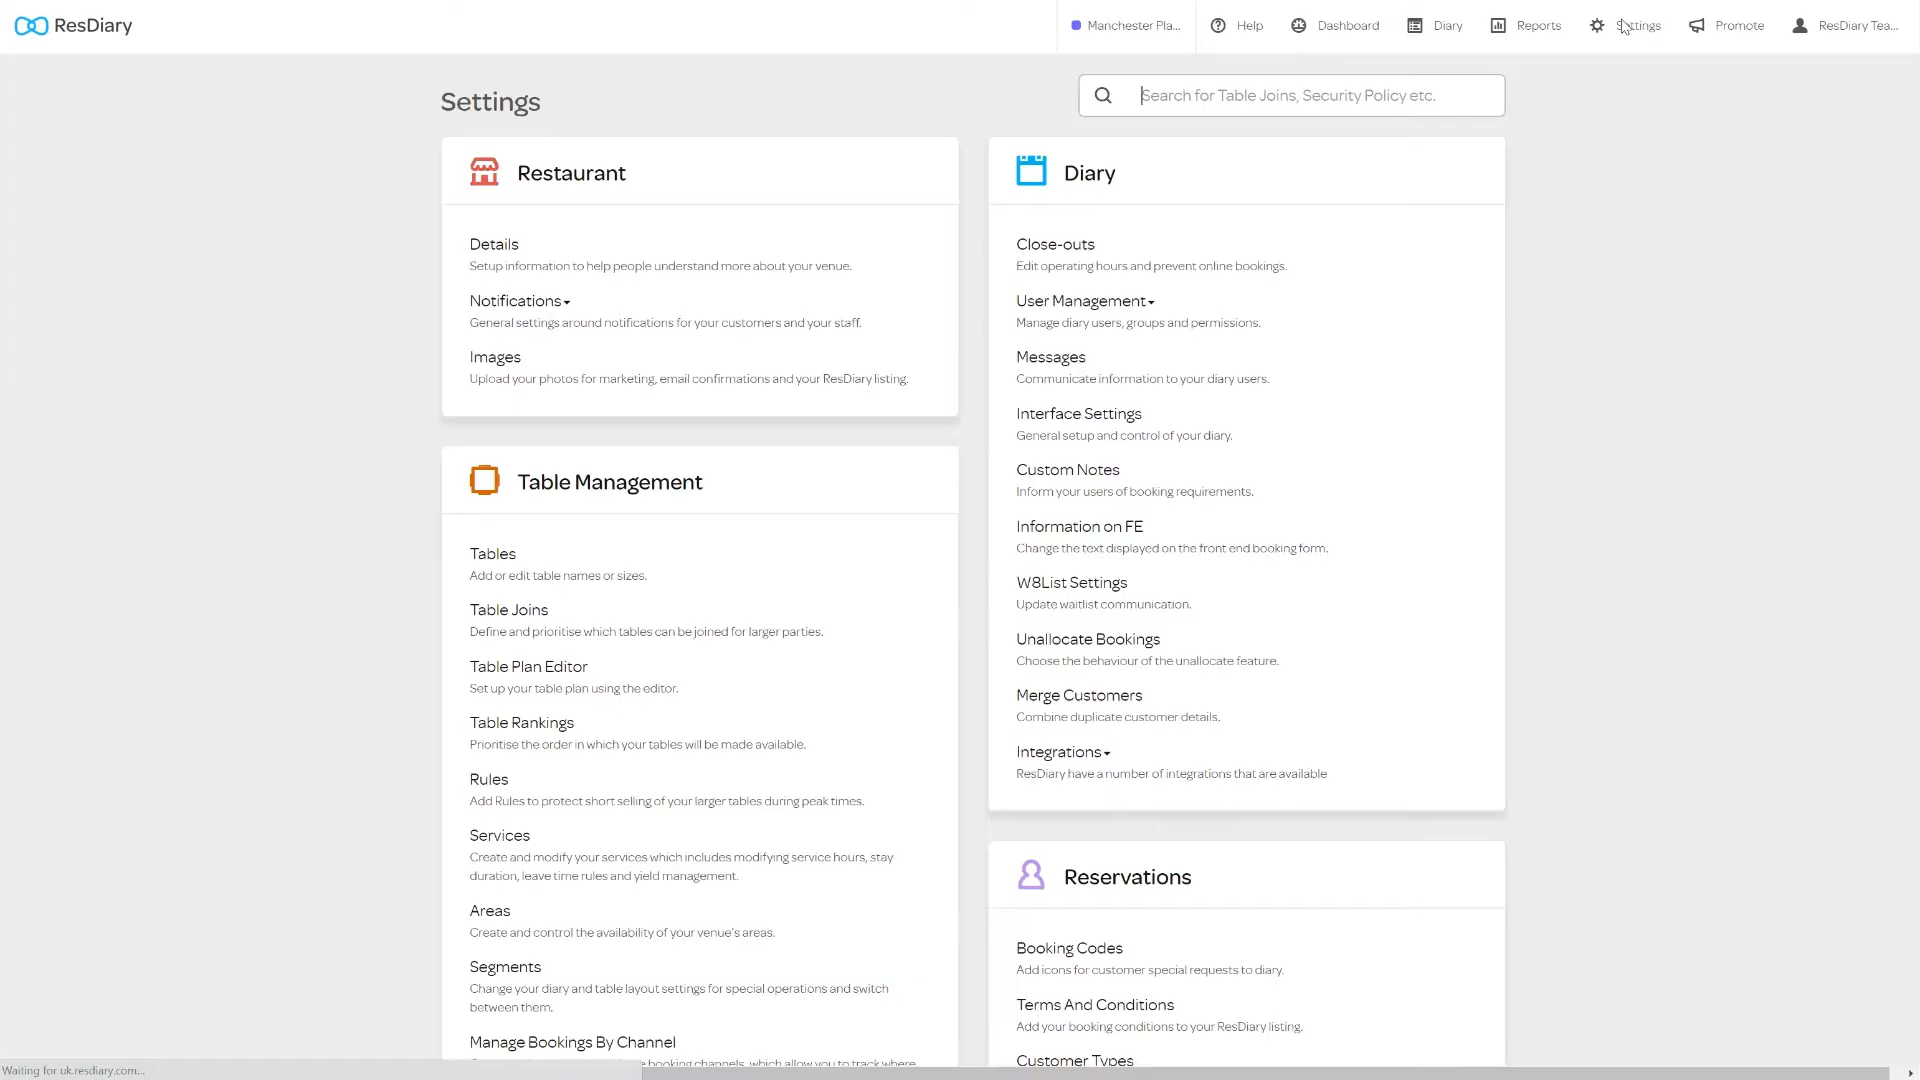 ResDiary
Manchester Pla...
Help
Dashboard
Diary
Reports
Settings
Promote
ResDiary Tea...
Settings
Search for Table Joins, Security Policy etc.
Restaurant
Details
Setup information to help people understand more about your venue.
Notifications
General settings around notifications for your customers and your staff.
Images
Upload your photos for marketing, email confirmations and your ResDiary listing.
Table Management
Tables
Add or edit table names or sizes.
Table Joins
Define and prioritise which tables can be joined for larger parties.
Table Plan Editor
Set up your table plan using the editor.
Table Rankings
Prioritise the order in which your tables will be made available.
Rules
Add Rules to protect short selling of your larger tables during peak times.
Services
Create and modify your services which includes modifying service hours, stay
duration, leave time rules and yield management.
Areas
Create and control the availability of your venue's areas.
Segments
Change your diary and table layout settings for special operations and switch
between them.
Manage Bookings By Channel
booking channels, which allow you to track where
Diary
Close-outs
Edit operating hours and prevent online bookings.
User Management
Manage diary users, groups and permissions.
Messages
Communicate information to your diary users.
Interface Settings
General setup and control of your diary.
Custom Notes
Inform your users of booking requirements.
Information on FE
Change the text displayed on the front end booking form.
W8List Settings
Update waitlist communication.
Unallocate Bookings
Choose the behaviour of the unallocate feature.
Merge Customers
Combine duplicate customer details.
Integrations
ResDiary have a number of integrations that are available
Reservations
Booking Codes
Add icons for customer special requests to diary.
Terms And Conditions
Add your booking conditions to your ResDiary listing.
Customer Types
Waiting for uk.resdiary.com...